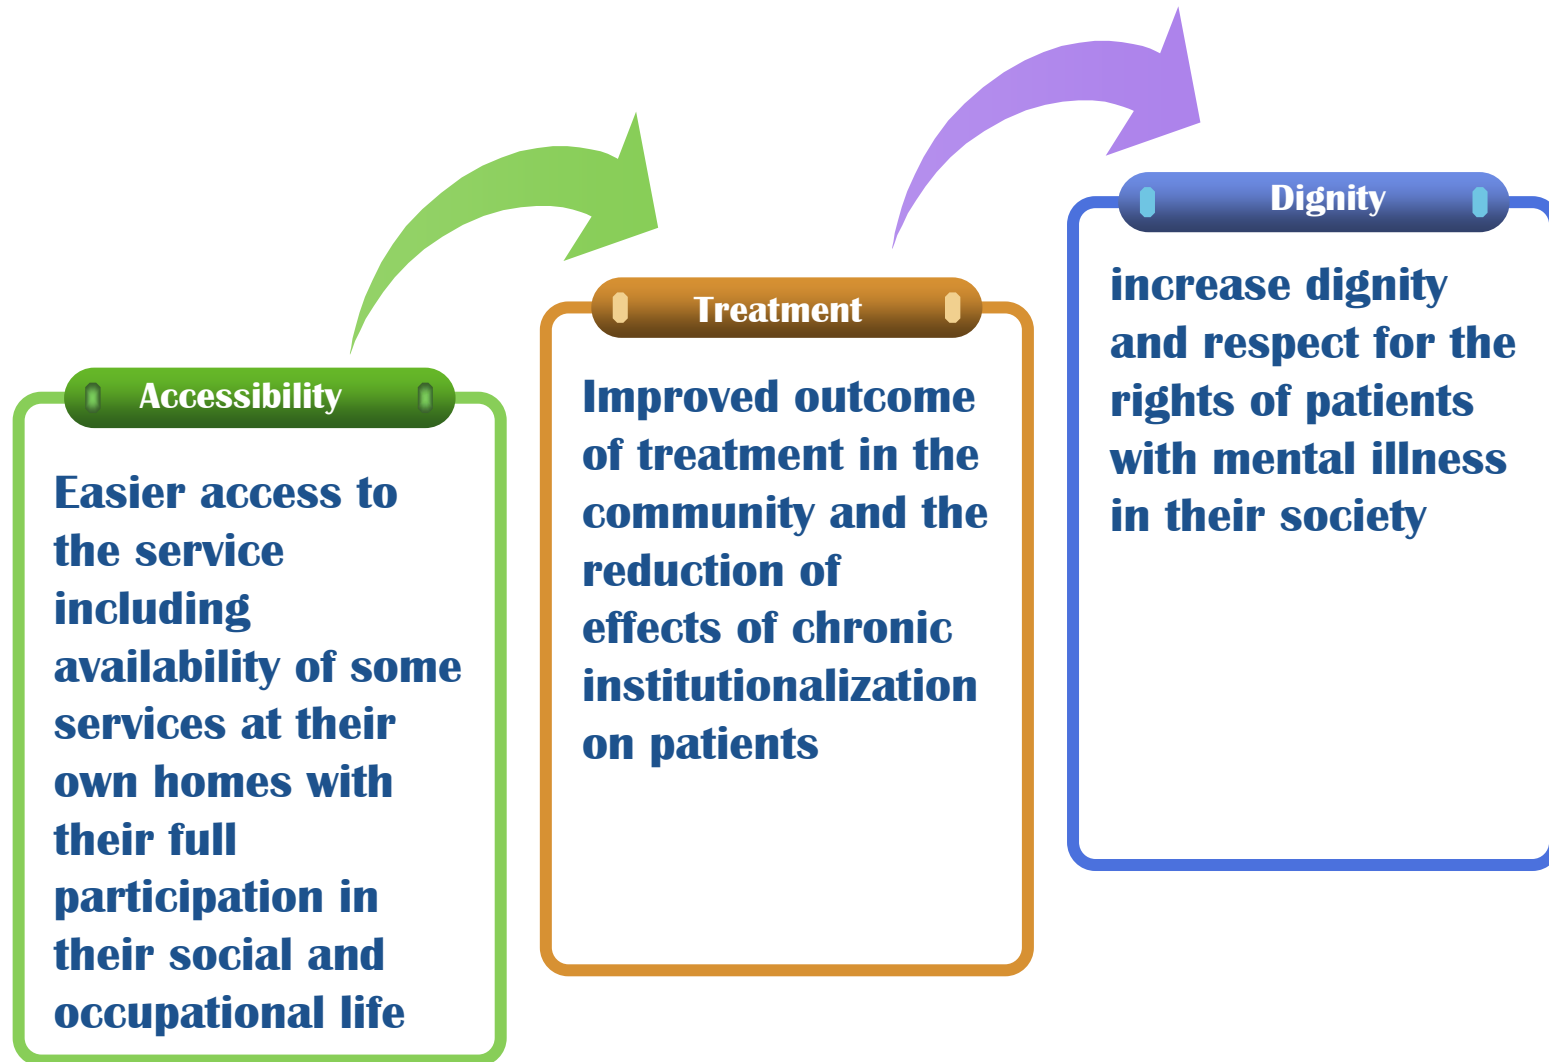 Accessibility
Easier access to
the service
including
availability of some
services at their
own homes with
their full
participation in
their social and
occupational life
Treatment
Improved outcome
of treatment in the
community and the
reduction of
effects of chronic
institutionalization
on patients
Dignity
increase dignity
and respect for the
rights of patients
with mental illness
in their society